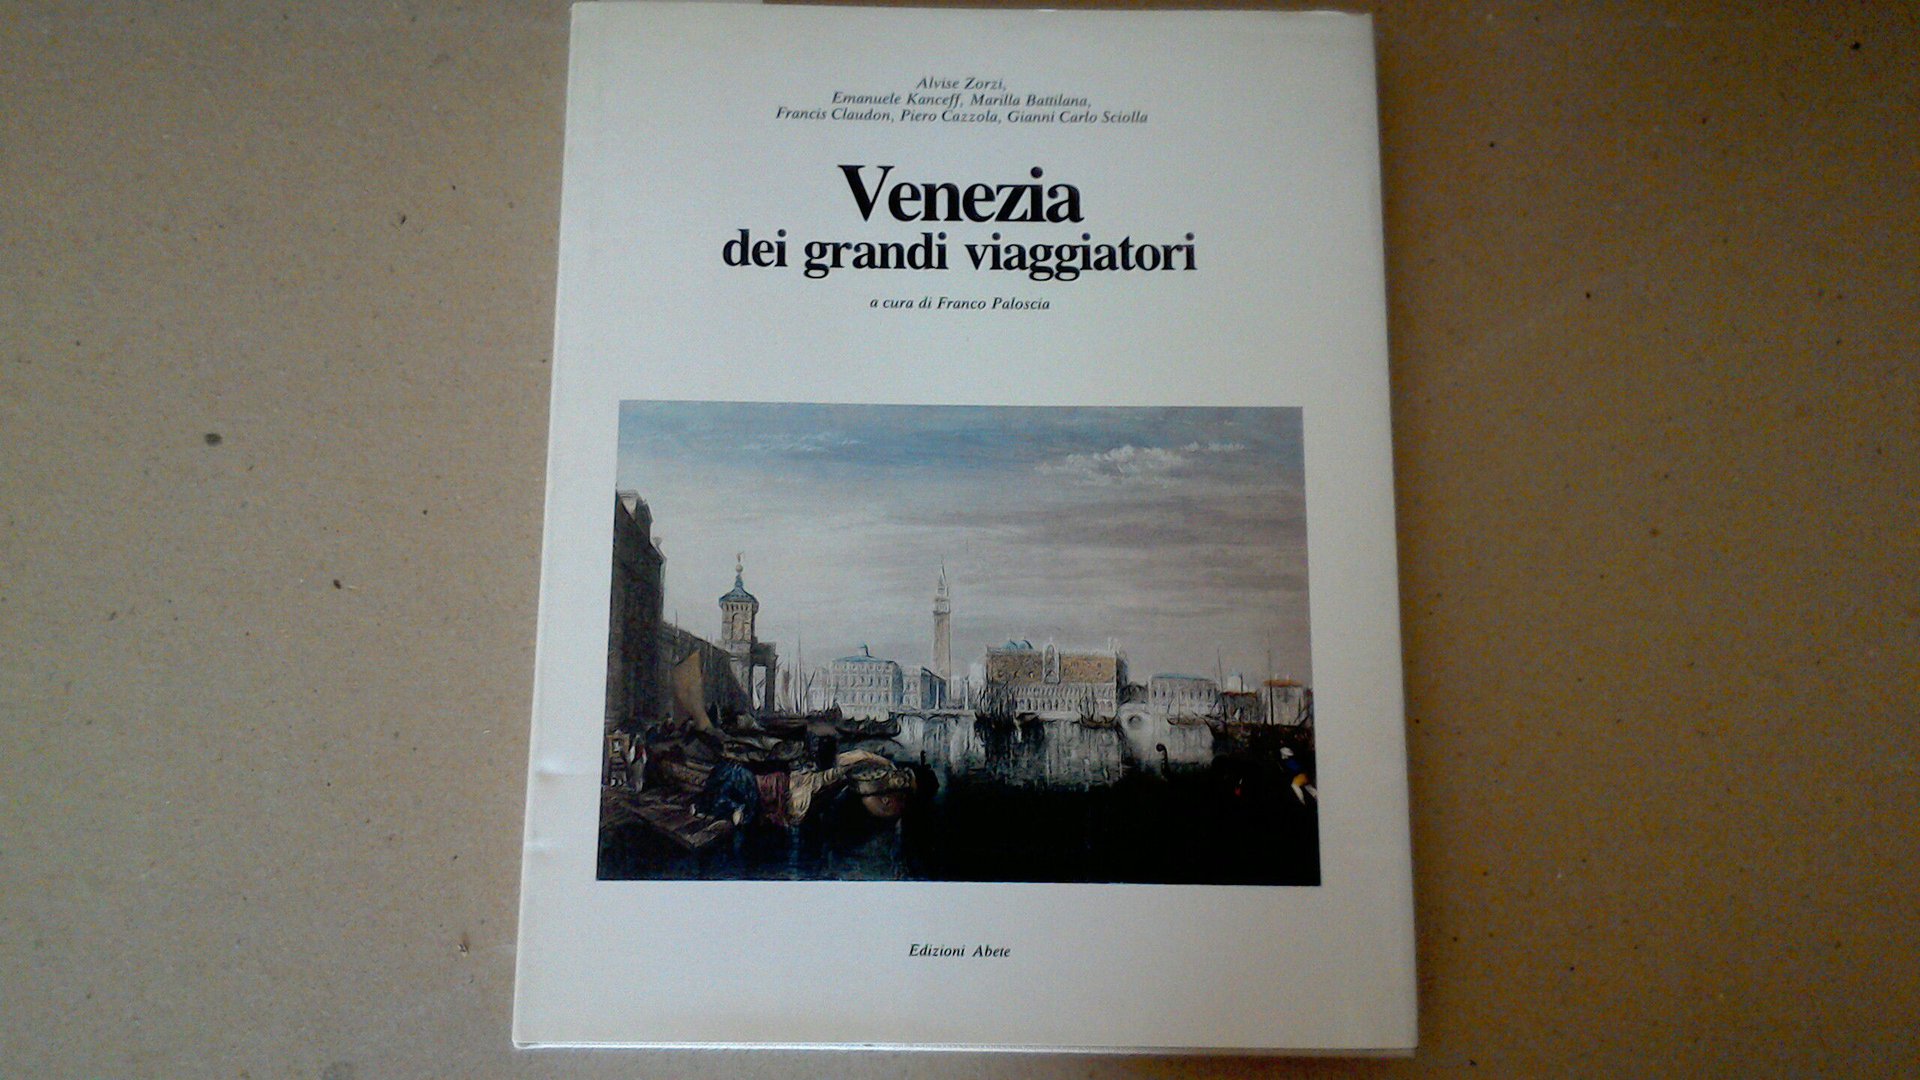 Alvise Zorzi,
Emanuele Kanceff, Marilla Battilana,
Francis Claudon, Piero Cazzola, Gianni Carlo Sciolla
Venezia
dei grandi viaggiatori
a cura di Franco Paloscia
Edizioni Abete